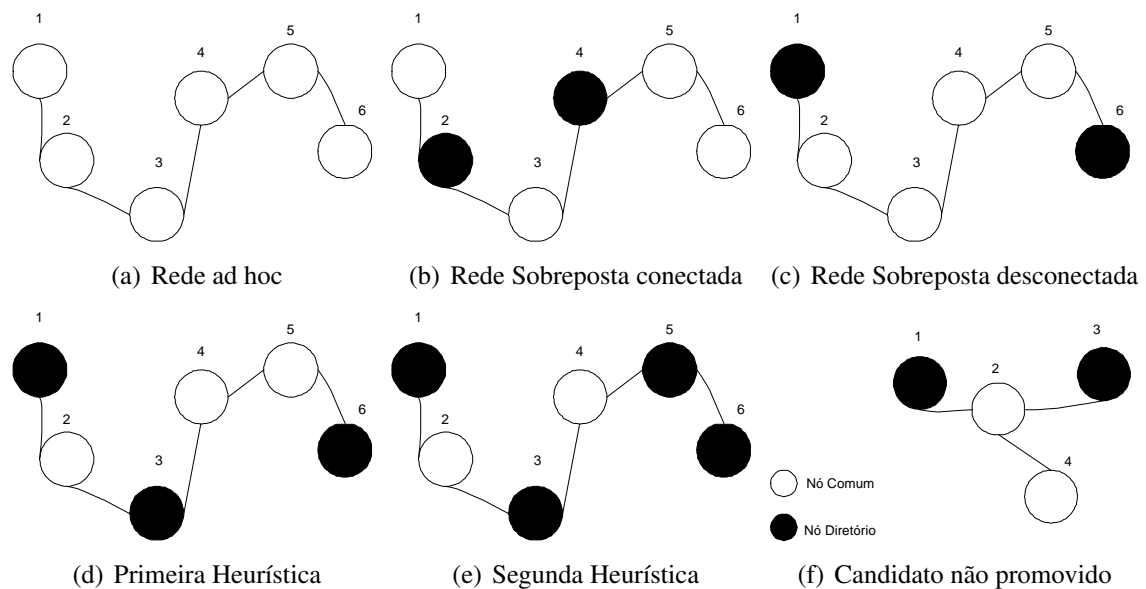 1 2 3 4 5 6
1 2 3 4 5 6
1 2 3 4 5 6
(a) Rede ad hoc
(b) Rede Sobreposta conectada
(c) Rede Sobreposta desconectada
1 2 3 4 5 6
1 2 3 4 5 6
1 2 3 4
Nó Comum
Nó Diretório
(d) Primeira Heurística
(e) Segunda Heurística
(f) Candidato não promovido